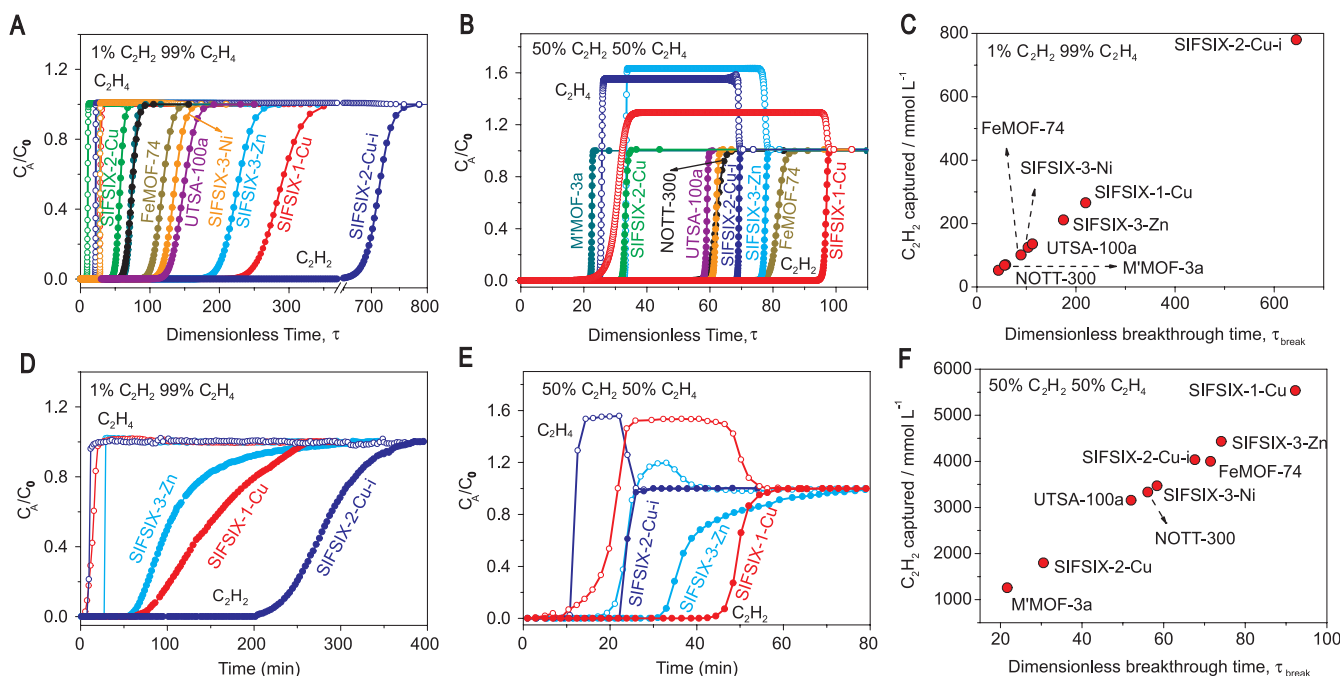 A
1% C₂H₂ 99% C₂H₄
C₂H₄
C_A/C₀
1.2
0.8
0.4
0.0
SIFSIX-2-Cu
FeMOF-74
UTSA-100a
SIFSIX-3-Ni
SIFSIX-3-Zn
SIFSIX-1-Cu
SIFSIX-2-Cu-i
C₂H₂
0 100 200 300 700 800
Dimensionless Time, τ
B
50% C₂H₂ 50% C₂H₄
C₂H₄
C_A/C₀
1.6
1.2
0.8
0.4
0.0
M'MOF-3a
SIFSIX-2-Cu
NOTT-300
UTSA-100a
SIFSIX-2-Cu-i
SIFSIX-3-Zn
FeMOF-74
C₂H₂
SIFSIX-1-Cu
0 20 40 60 80 100
Dimensionless Time, τ
C
1% C₂H₂ 99% C₂H₄
SIFSIX-2-Cu-i
C₂H₂ captured / mmol L⁻¹
800
600
400
200
0
FeMOF-74
SIFSIX-3-Ni
SIFSIX-1-Cu
SIFSIX-3-Zn
UTSA-100a
M'MOF-3a
NOTT-300
0 200 400 600
Dimensionless breakthrough time, τ_break
D
1% C₂H₂ 99% C₂H₄
C₂H₄
C_A/C₀
1.2
0.8
0.4
0.0
SIFSIX-3-Zn
SIFSIX-1-Cu
SIFSIX-2-Cu-i
C₂H₂
0 100 200 300 400
Time (min)
E
50% C₂H₂ 50% C₂H₄
C₂H₄
C_A/C₀
1.6
1.2
0.8
0.4
0.0
SIFSIX-2-Cu-i
SIFSIX-3-Zn
SIFSIX-1-Cu
C₂H₂
0 20 40 60 80
Time (min)
F
50% C₂H₂ 50% C₂H₄
C₂H₂ captured / mmol L⁻¹
6000
5000
4000
3000
2000
1000
SIFSIX-1-Cu
SIFSIX-3-Zn
SIFSIX-2-Cu-i
FeMOF-74
UTSA-100a
SIFSIX-3-Ni
NOTT-300
SIFSIX-2-Cu
M'MOF-3a
20 40 60 80 100
Dimensionless breakthrough time, τ_break